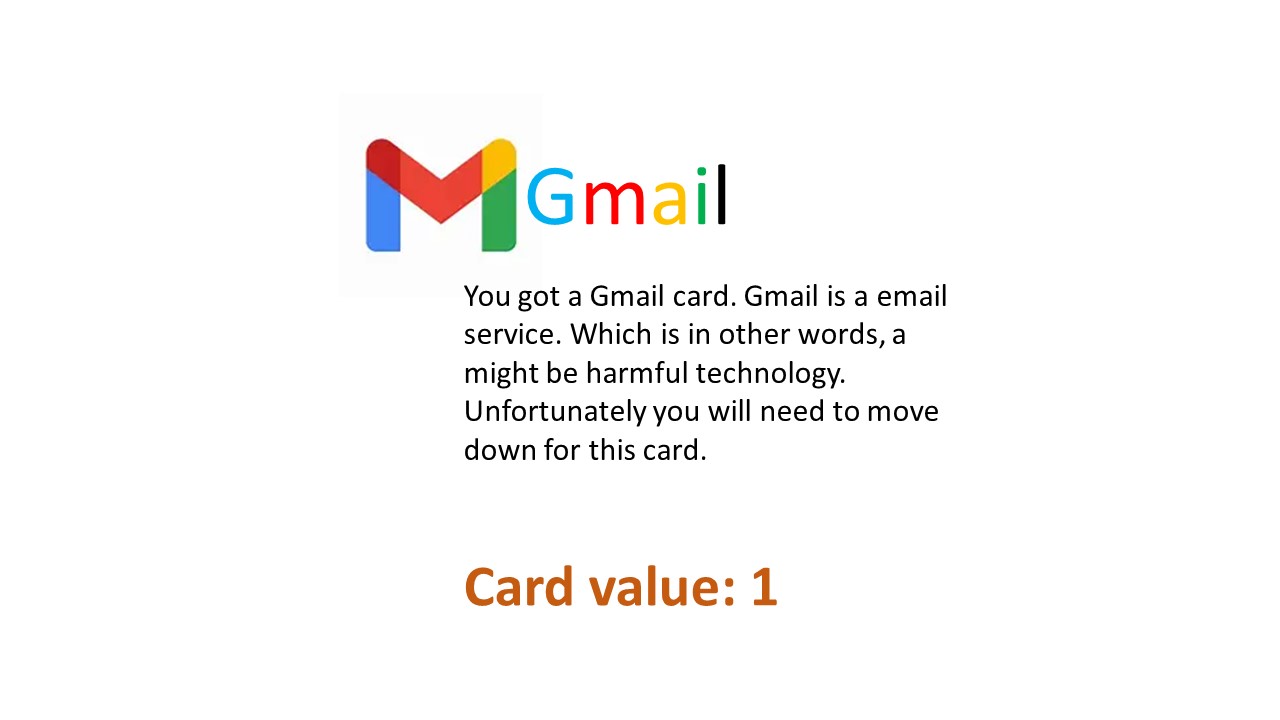 Gmail
You got a Gmail card. Gmail is a email
service. Which is in other words, a
might be harmful technology.
Unfortunately you will need to move
down for this card.
Card value: 1